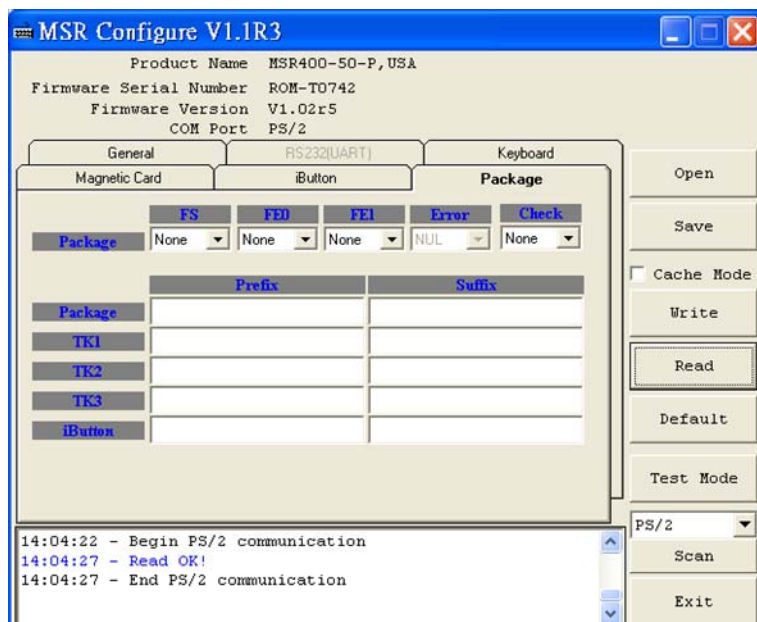 MSR Configure V1.1R3
Product Name MSR400-50-P,USA
Firmware Serial Number ROM-T0742
Firmware Version V1.02r5
COM Port PS/2
General RS232(UART) Keyboard
Magnetic Card iButton Package
FS FE0 FE1 Error Check
Package None None None NUL None
Prefix Suffix
Package
TK1
TK2
TK3
iButton
Open
Save
Cache Mode
Write
Read
Default
Test Mode
PS/2
Scan
Exit
14:04:22 - Begin PS/2 communication
14:04:27 - Read OK!
14:04:27 - End PS/2 communication